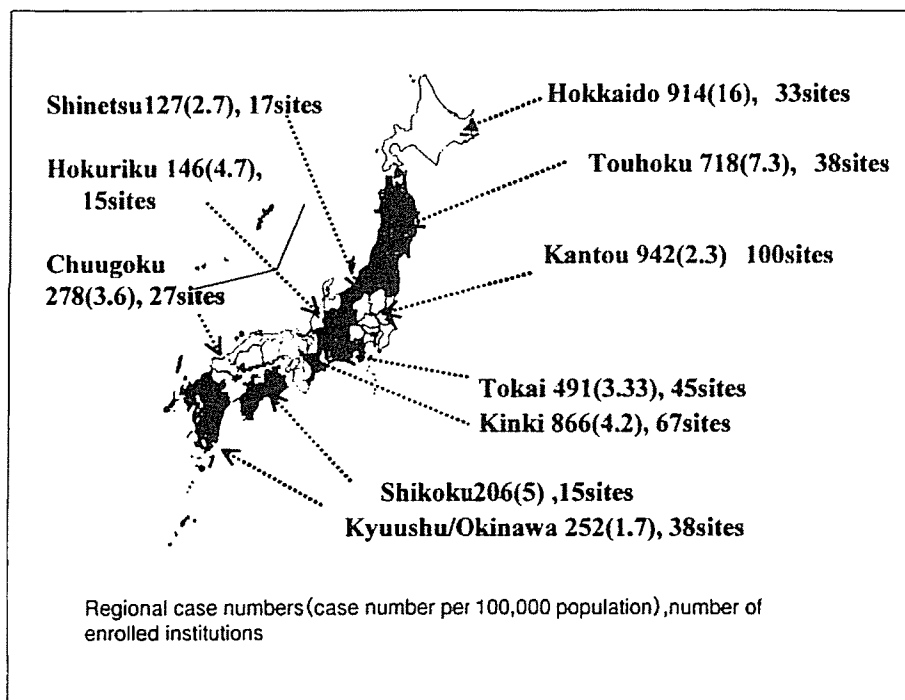 Shinetsu127(2.7), 17sites
Hokkaido 914(16), 33sites
Hokuriku 146(4.7),
15sites
Touhoku 718(7.3), 38sites
Chuugoku
278(3.6), 27sites
Kantou 942(2.3) 100sites
Tokai 491(3.33), 45sites
Kinki 866(4.2), 67sites
Shikoku206(5) ,15sites
Kyuushu/Okinawa 252(1.7), 38sites
Regional case numbers(case number per 100,000 population),number of
enrolled institutions